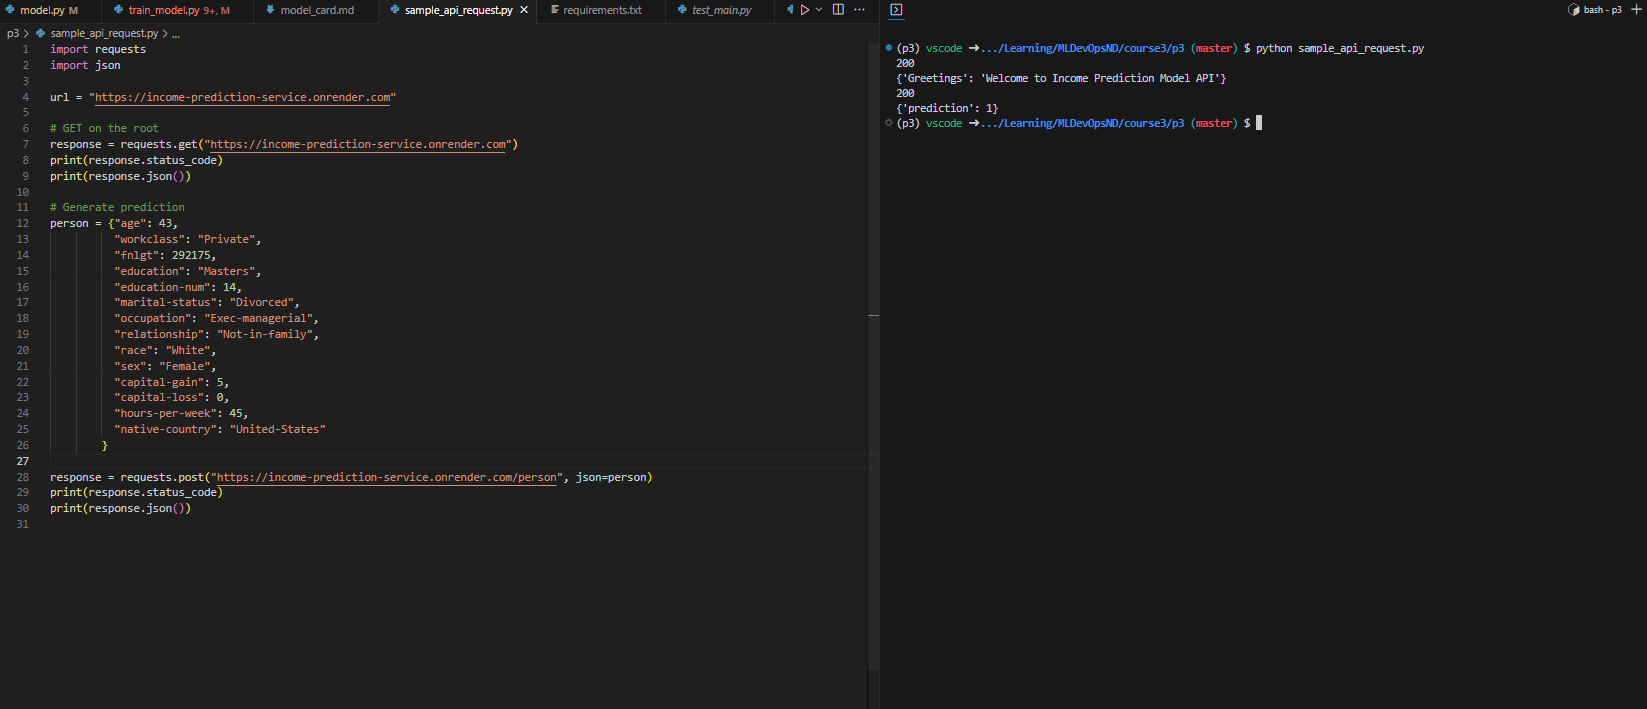 model.py M
train_model.py 9+, M
model_card.md
sample_api_request.py
requirements.txt
test_main.py
p3 > sample_api_request.py > ...
1 import requests
2 import json
3
4 url = "https://income-prediction-service.onrender.com"
5
6 # GET on the root
7 response = requests.get("https://income-prediction-service.onrender.com")
8 print(response.status_code)
9 print(response.json())
10
11 # Generate prediction
12 person = {"age": 43,
13 "workclass": "Private",
14 "fnlgt": 292175,
15 "education": "Masters",
16 "education-num": 14,
17 "marital-status": "Divorced",
18 "occupation": "Exec-managerial",
19 "relationship": "Not-in-family",
20 "race": "White",
21 "sex": "Female",
22 "capital-gain": 5,
23 "capital-loss": 0,
24 "hours-per-week": 45,
25 "native-country": "United-States"
26 }
27
28 response = requests.post("https://income-prediction-service.onrender.com/person", json=person)
29 print(response.status_code)
30 print(response.json())
31
bash - p3
(p3) vscode ➜.../Learning/MLDevOpsND/course3/p3 (master) $ python sample_api_request.py
200
{'Greetings': 'Welcome to Income Prediction Model API'}
200
{'prediction': 1}
(p3) vscode ➜.../Learning/MLDevOpsND/course3/p3 (master) $